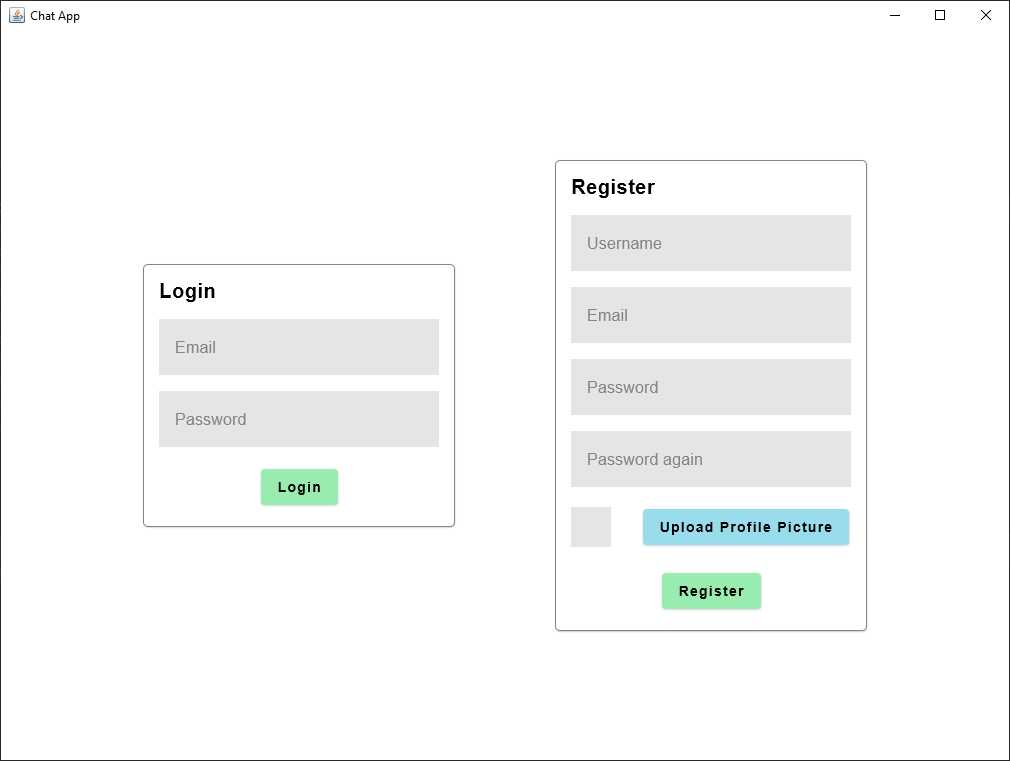 Chat App
Login
Email
Password
Login
Register
Username
Email
Password
Password again
Upload Profile Picture
Register